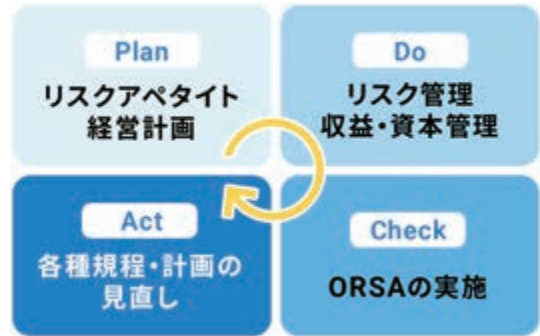 Plan
リスクアペタイト
経営計画
Do
リスク管理
収益・資本管理
Act
各種規程・計画の
見直し
Check
ORSAの実施